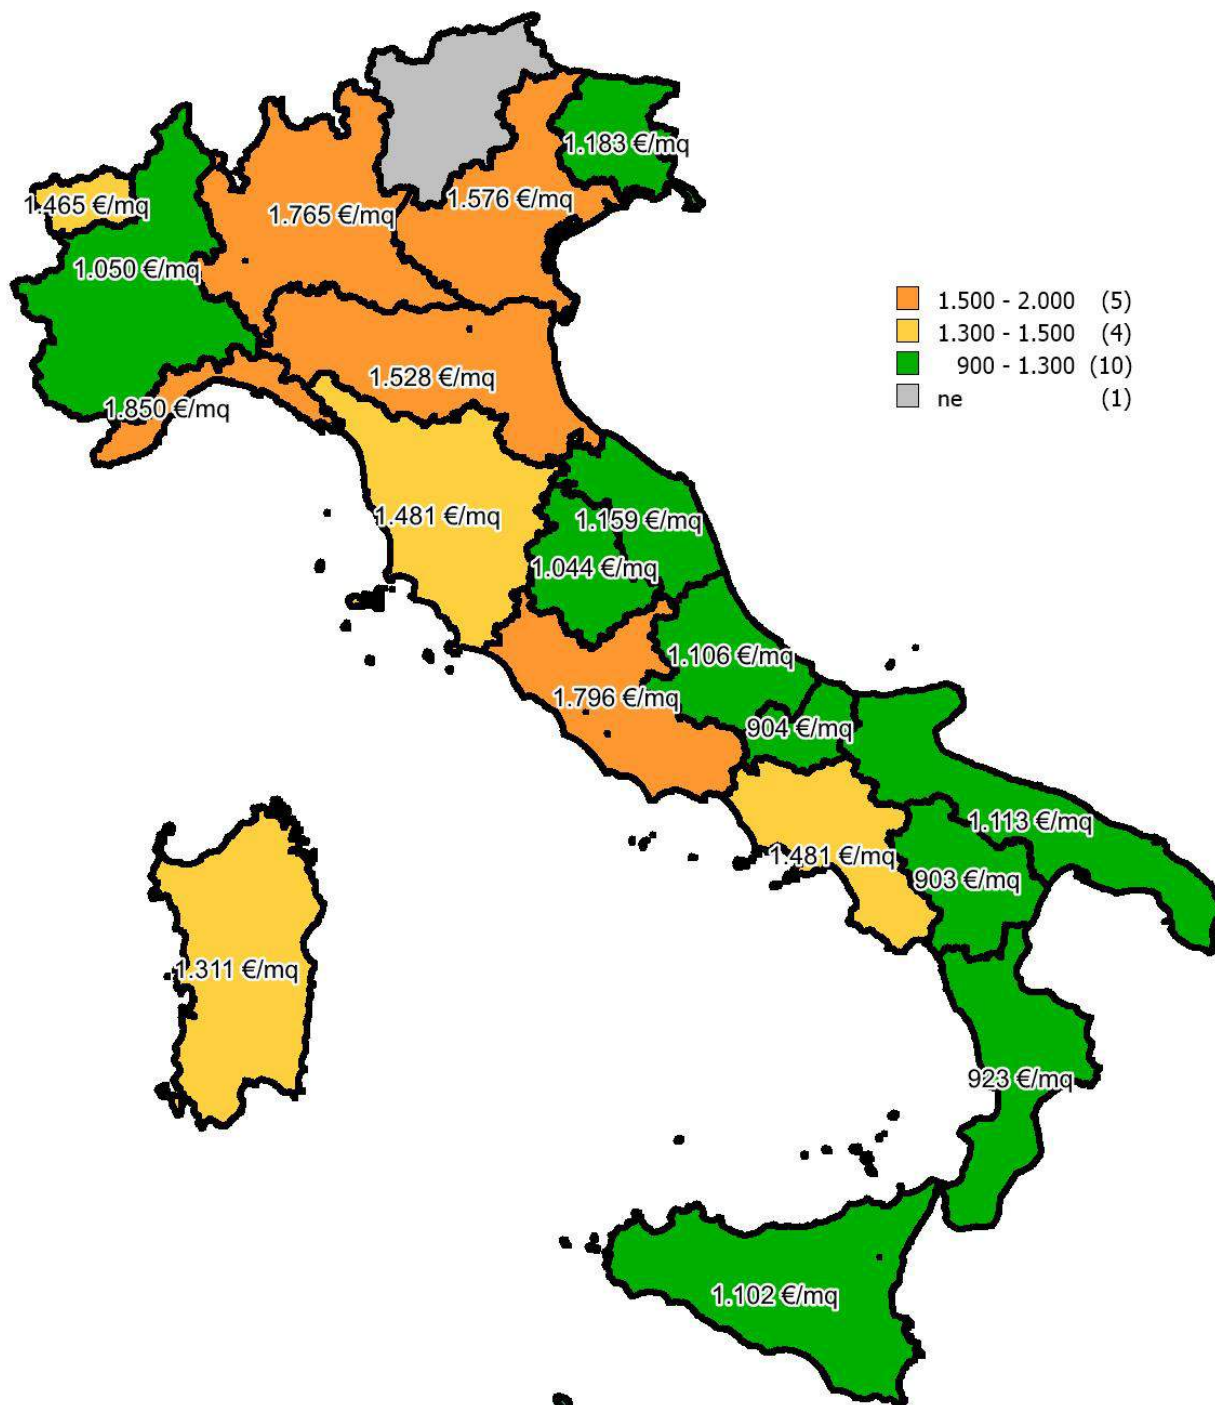 1.183 €/mq
1.465 €/mq
1.765 €/mq
1.576 €/mq
1.050 €/mq
1.500 - 2.000 (5)
1.300 - 1.500 (4)
900 - 1.300 (10)
ne (1)
1.528 €/mq
1.850 €/mq
1.481 €/mq
1.159 €/mq
1.044 €/mq
1.106 €/mq
1.796 €/mq
904 €/mq
1.113 €/mq
1.481 €/mq
903 €/mq
1.311 €/mq
923 €/mq
1.102 €/mq